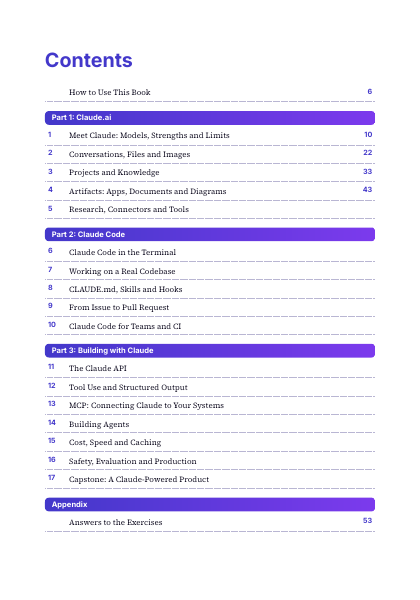 Contents
How to Use This Book 6
Part 1: Claude.ai
1 Meet Claude: Models, Strengths and Limits 10
2 Conversations, Files and Images 22
3 Projects and Knowledge 33
4 Artifacts: Apps, Documents and Diagrams 43
5 Research, Connectors and Tools
Part 2: Claude Code
6 Claude Code in the Terminal
7 Working on a Real Codebase
8 CLAUDE.md, Skills and Hooks
9 From Issue to Pull Request
10 Claude Code for Teams and CI
Part 3: Building with Claude
11 The Claude API
12 Tool Use and Structured Output
13 MCP: Connecting Claude to Your Systems
14 Building Agents
15 Cost, Speed and Caching
16 Safety, Evaluation and Production
17 Capstone: A Claude-Powered Product
Appendix
Answers to the Exercises 53